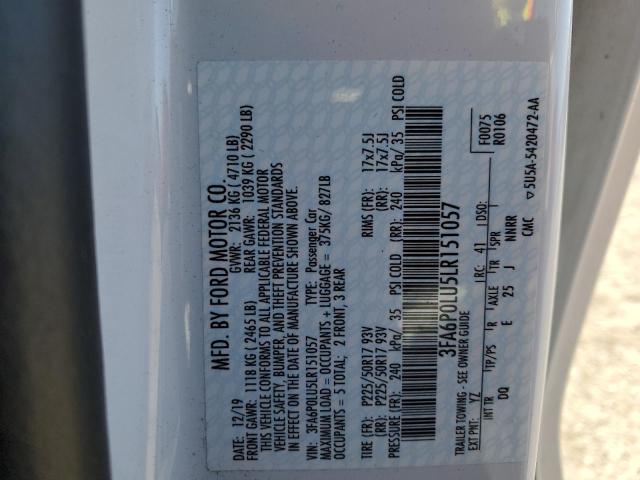 MFD. BY FORD MOTOR CO.
12/19
GVWR: 2136 KG ( 4710 LB)
FRONT GAWR: 1118 KG ( 2465 LB)
REAR GAWR: 1039 KG ( 2290 LB)
THIS VEHICLE CONFORMS TO ALL APPLICABLE FEDERAL MOTOR
VEHICLE SAFETY, BUMPER, AND THEFT PREVENTION STANDARDS
IN EFFECT ON THE DATE OF MANUFACTURE SHOWN ABOVE.
VIN: 3FA6P0LU5LR151057
TYPE: Passenger Car
MAXIMUM LOAD = OCCUPANTS + LUGGAGE = 375KG/ 827LB
OCCUPANTS = 5 TOTAL: 2 FRONT, 3 REAR
TIRE (FR): P225/50R17 93V RIMS (FR): 17x7.5J
(RR): P225/50R17 93V (RR): 17x7.5J
PRESSURE (FR): 240 kPa/ 35 PSI COLD (RR): 240 kPa/ 35 PSI COLD
3FA6P0LU5LR151057
TRAILER TOWING - SEE OWNER GUIDE
F0075
R0106
EXT PNT: YZ RC: 41 DSO:
INT TR TP/PS R AXLE TR SPR
DQ E 25 J NNRR
CMC 5U5A-5420472-AA